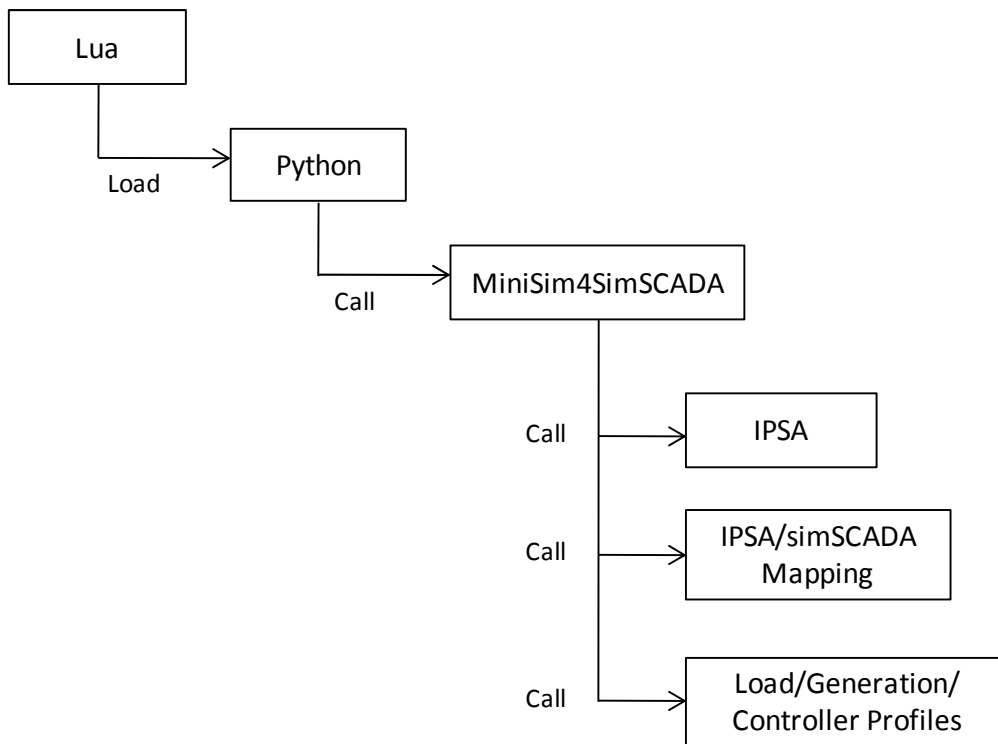 Lua
Load
Python
Call
MiniSim4SimSCADA
Call
IPSA
Call
IPSA/simSCADA
Mapping
Call
Load/Generation/
Controller Profiles